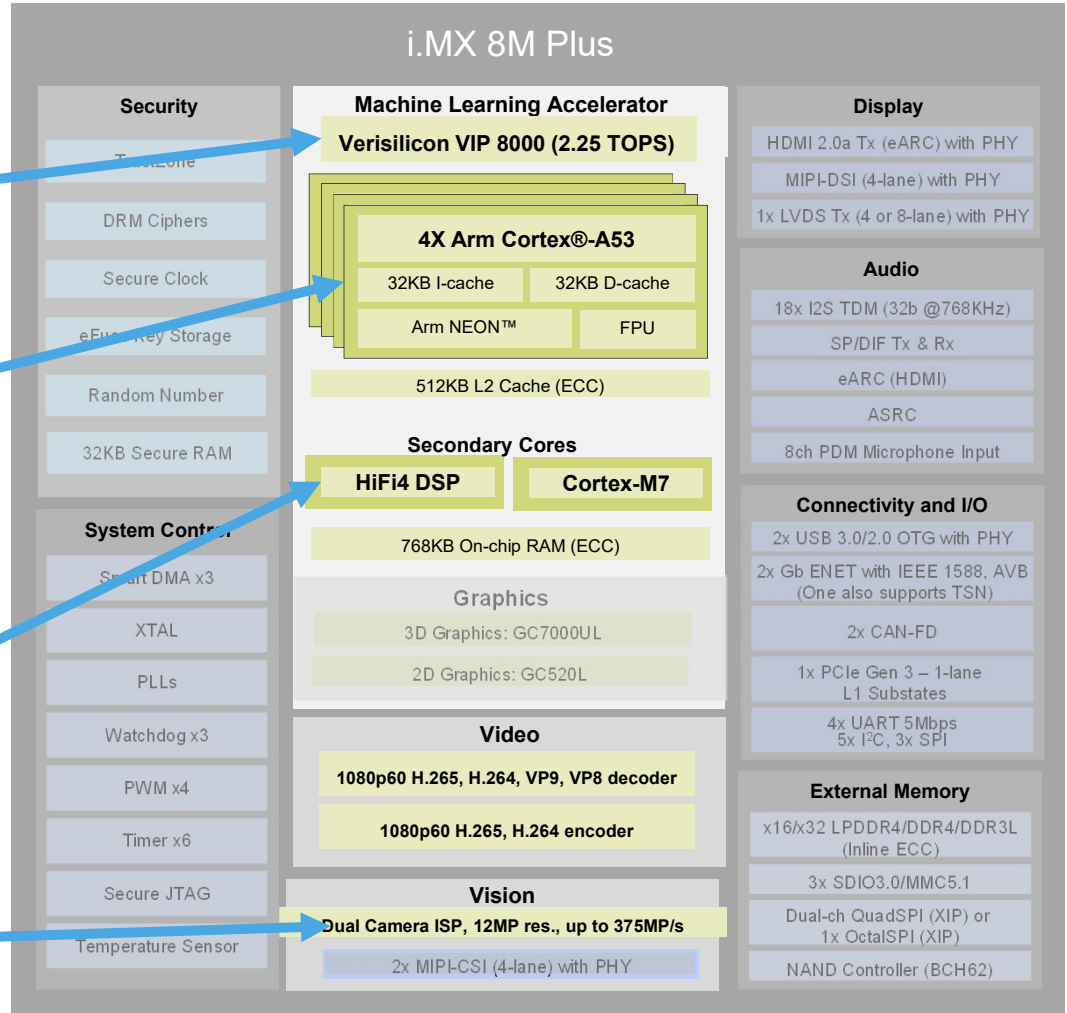 i.MX 8M Plus
Security
TrustZone
DRM Ciphers
Secure Clock
eFuse Key Storage
Random Number
32KB Secure RAM
System Control
Smart DMA x3
XTAL
PLLs
Watchdog x3
PWM x4
Timer x6
Secure JTAG
Temperature Sensor
Machine Learning Accelerator
Verisilicon VIP 8000 (2.25 TOPS)
4X Arm Cortex®-A53
32KB I-cache
32KB D-cache
Arm NEON™
FPU
512KB L2 Cache (ECC)
Secondary Cores
HiFi4 DSP
Cortex-M7
768KB On-chip RAM (ECC)
Graphics
3D Graphics: GC7000UL
2D Graphics: GC520L
Video
1080p60 H.265, H.264, VP9, VP8 decoder
1080p60 H.265, H.264 encoder
Vision
Dual Camera ISP, 12MP res., up to 375MP/s
2x MIPI-CSI (4-lane) with PHY
Display
HDMI 2.0a Tx (eARC) with PHY
MIPI-DSI (4-lane) with PHY
1x LVDS Tx (4 or 8-lane) with PHY
Audio
18x I2S TDM (32b @768KHz)
SP/DIF Tx & Rx
eARC (HDMI)
ASRC
8ch PDM Microphone Input
Connectivity and I/O
2x USB 3.0/2.0 OTG with PHY
2x Gb ENET with IEEE 1588, AVB
(One also supports TSN)
2x CAN-FD
1x PCIe Gen 3 – 1-lane
L1 Substates
4x UART 5Mbps
5x I²C, 3x SPI
External Memory
x16/x32 LPDDR4/DDR4/DDR3L
(Inline ECC)
3x SDIO3.0/MMC5.1
Dual-ch QuadSPI (XIP) or
1x OctalSPI (XIP)
NAND Controller (BCH62)